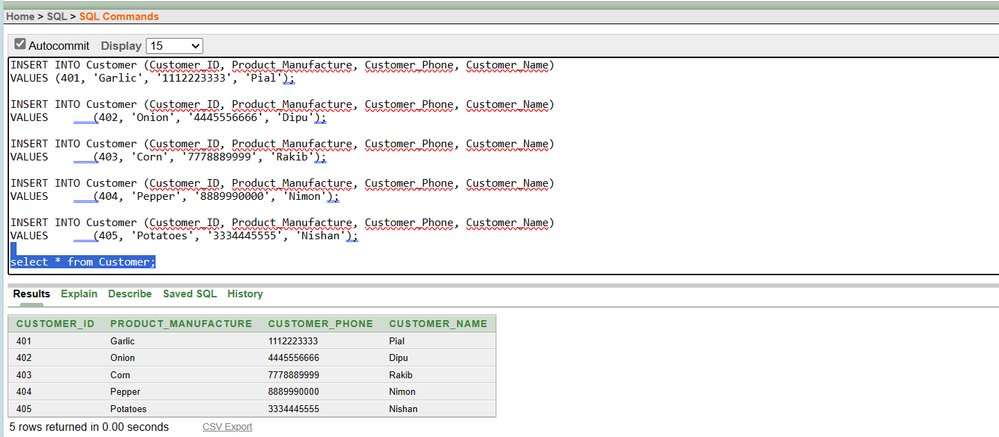 Home > SQL > SQL Commands
Autocommit Display 15
INSERT INTO Customer (Customer_ID, Product_Manufacture, Customer_Phone, Customer_Name)
VALUES (401, 'Garlic', '1112223333', 'Pial');
INSERT INTO Customer (Customer_ID, Product_Manufacture, Customer_Phone, Customer_Name)
VALUES    (402, 'Onion', '4445556666', 'Dipu');
INSERT INTO Customer (Customer_ID, Product_Manufacture, Customer_Phone, Customer_Name)
VALUES    (403, 'Corn', '7778889999', 'Rakib');
INSERT INTO Customer (Customer_ID, Product_Manufacture, Customer_Phone, Customer_Name)
VALUES    (404, 'Pepper', '8889990000', 'Nimon');
INSERT INTO Customer (Customer_ID, Product_Manufacture, Customer_Phone, Customer_Name)
VALUES    (405, 'Potatoes', '3334445555', 'Nishan');
select * from Customer;
Results Explain Describe Saved SQL History
CUSTOMER_ID PRODUCT_MANUFACTURE CUSTOMER_PHONE CUSTOMER_NAME
401 Garlic 1112223333 Pial
402 Onion 4445556666 Dipu
403 Corn 7778889999 Rakib
404 Pepper 8889990000 Nimon
405 Potatoes 3334445555 Nishan
5 rows returned in 0.00 seconds CSV Export